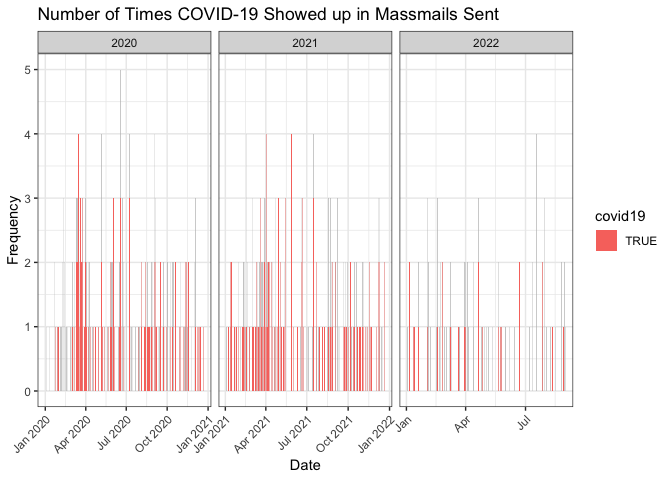 Number of Times COVID-19 Showed up in Massmails Sent
2020
2021
2022
5
4
3
2
1
0
Frequency
Jan 2020
Apr 2020
Jul 2020
Oct 2020
Jan 2021
Jan 2021
Apr 2021
Jul 2021
Oct 2021
Jan 2022
Jan
Apr
Jul
Date
covid19
TRUE